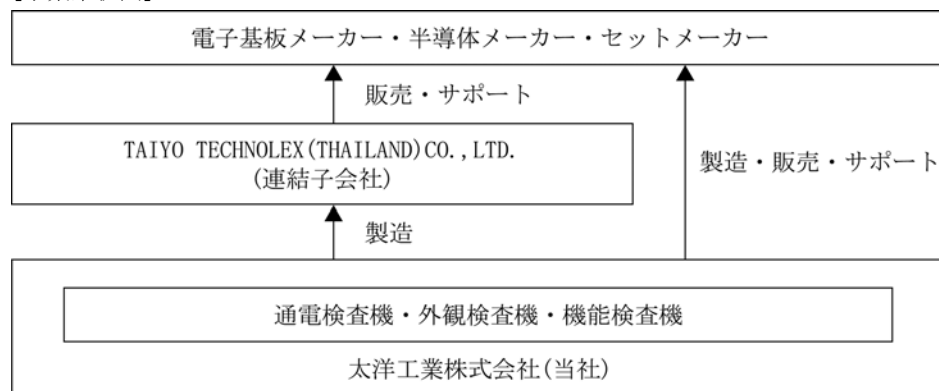 電子基板メーカー・半導体メーカー・セットメーカー
販売・サポート
TAIYO TECHNOLEX(THAILAND)CO.,LTD.
(連結子会社)
製造・販売・サポート
製造
通電検査機・外観検査機・機能検査機
太洋工業株式会社(当社)